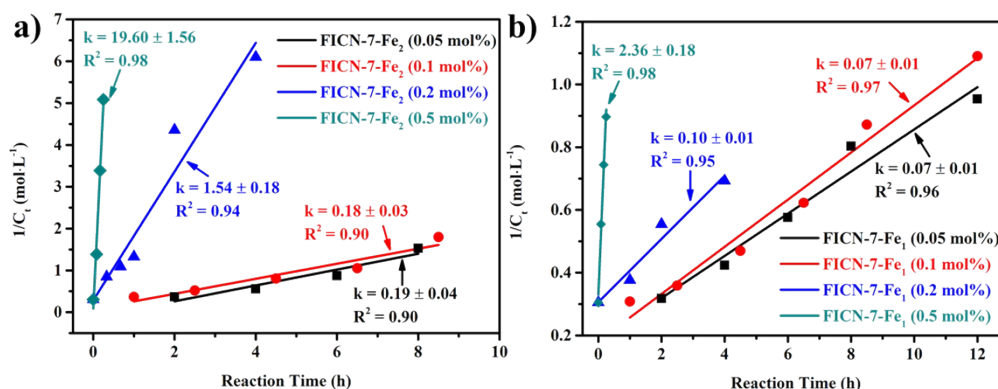 a)
7
6
5
4
3
2
1
0
1/Cₜ (mol·L⁻¹)
k = 19.60 ± 1.56
R² = 0.98
FICN-7-Fe₂ (0.05 mol%)
FICN-7-Fe₂ (0.1 mol%)
FICN-7-Fe₂ (0.2 mol%)
FICN-7-Fe₂ (0.5 mol%)
k = 1.54 ± 0.18
R² = 0.94
k = 0.18 ± 0.03
R² = 0.90
k = 0.19 ± 0.04
R² = 0.90
0 2 4 6 8 10
Reaction Time (h)
b)
1.2
1.0
0.8
0.6
0.4
0.2
1/Cₜ (mol·L⁻¹)
k = 2.36 ± 0.18
R² = 0.98
k = 0.07 ± 0.01
R² = 0.97
k = 0.10 ± 0.01
R² = 0.95
k = 0.07 ± 0.01
R² = 0.96
FICN-7-Fe₁ (0.05 mol%)
FICN-7-Fe₁ (0.1 mol%)
FICN-7-Fe₁ (0.2 mol%)
FICN-7-Fe₁ (0.5 mol%)
0 2 4 6 8 10 12
Reaction Time (h)